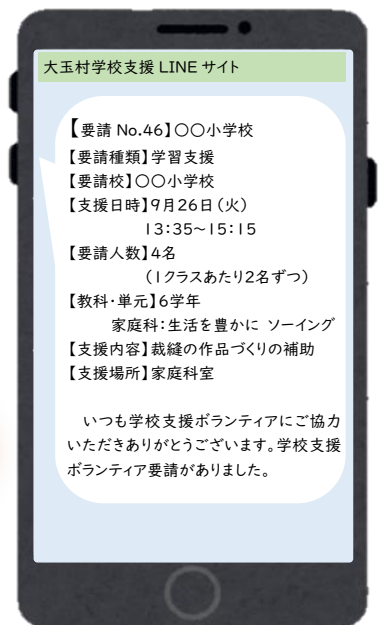 大玉村学校支援 LINE サイト
【要請 No.46】〇〇小学校
【要請種類】学習支援
【要請校】〇〇小学校
【支援日時】9月26日(火)
13:35~15:15
【要請人数】4名
(1クラスあたり2名ずつ)
【教科・単元】6学年
家庭科:生活を豊かに ソーイング
【支援内容】裁縫の作品づくりの補助
【支援場所】家庭科室
いつも学校支援ボランティアにご協力
いただきありがとうございます。学校支援
ボランティア要請がありました。